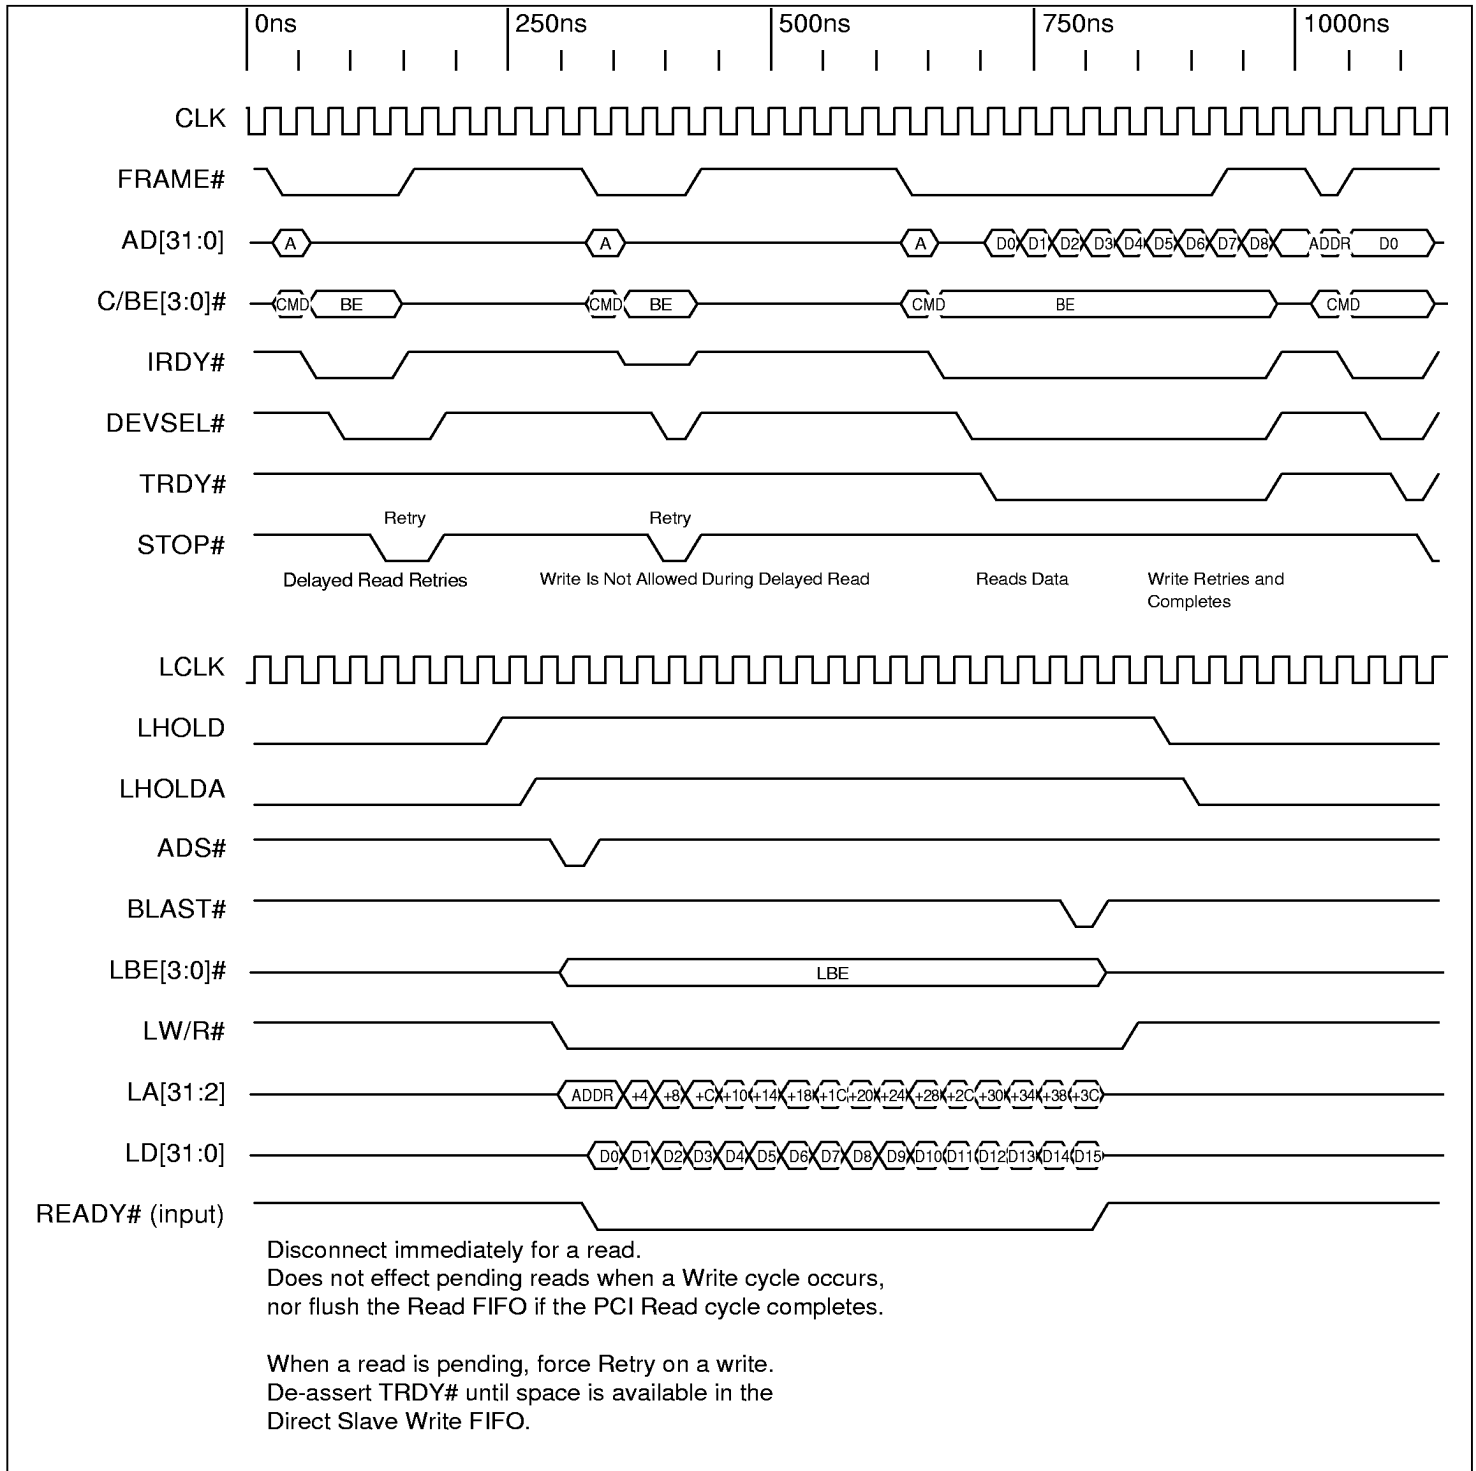 0ns 250ns 500ns 750ns 1000ns
CLK
FRAME#
AD[31:0] A A A D0 D1 D2 D3 D4 D5 D6 D7 D8 ADDR D0
C/BE[3:0]# CMD BE CMD BE CMD BE CMD
IRDY#
DEVSEL#
TRDY#
Retry Retry
STOP#
Delayed Read Retries Write Is Not Allowed During Delayed Read Reads Data Write Retries and
Completes
LCLK
LHOLD
LHOLDA
ADS#
BLAST#
LBE[3:0]# LBE
LW/R#
LA[31:2] ADDR +4 +8 +C +10 +14 +18 +1C +20 +24 +28 +2C +30 +34 +38 +3C
LD[31:0] D0 D1 D2 D3 D4 D5 D6 D7 D8 D9 D10 D11 D12 D13 D14 D15
READY# (input)
Disconnect immediately for a read.
Does not effect pending reads when a Write cycle occurs,
nor flush the Read FIFO if the PCI Read cycle completes.
When a read is pending, force Retry on a write.
De-assert TRDY# until space is available in the
Direct Slave Write FIFO.